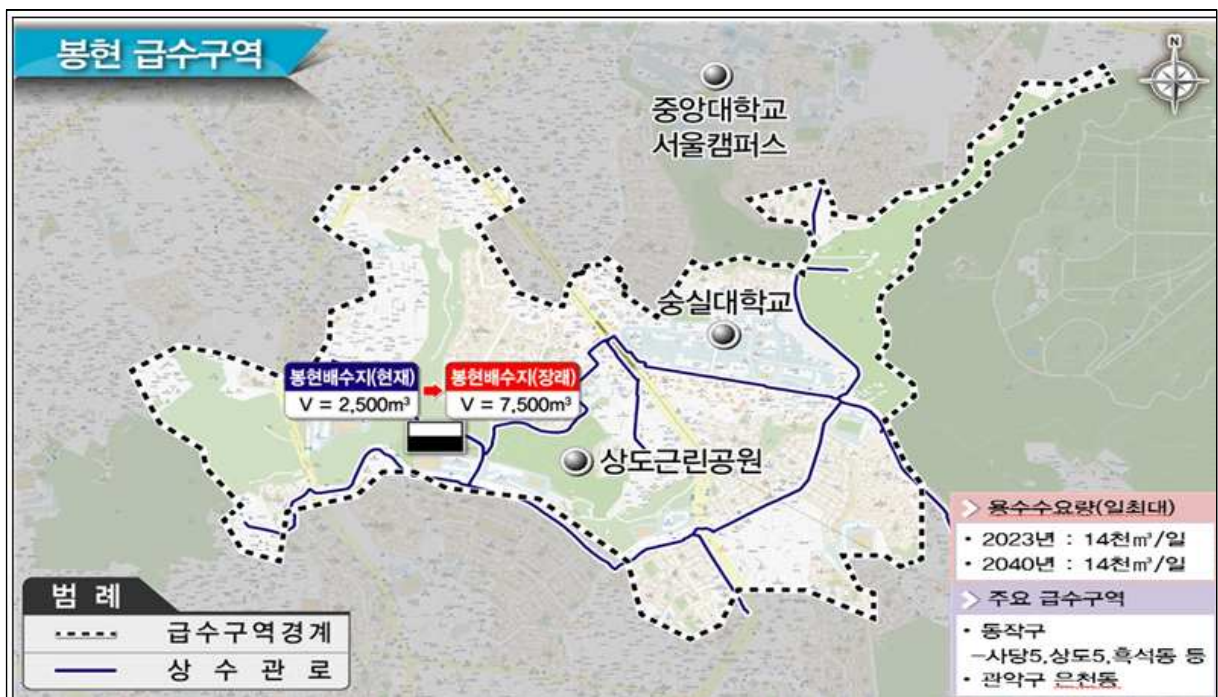 봉현 급수구역
N
중앙대학교
서울캠퍼스
숭실대학교
봉현배수지(현재)
V = 2,500m³
봉현배수지(장래)
V = 7,500m³
상도근린공원
용수수요량(일최대)
• 2023년 : 14천㎥/일
• 2040년 : 14천㎥/일
주요 급수구역
• 동작구
-사당5,상도5,흑석동 등
• 관악구 은천동
범 례
급수구역경계
상 수 관 로